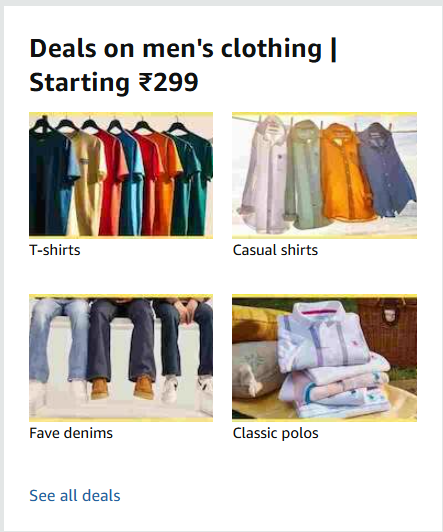 Deals on men's clothing |
Starting ₹299
T-shirts
Casual shirts
Fave denims
Classic polos
See all deals